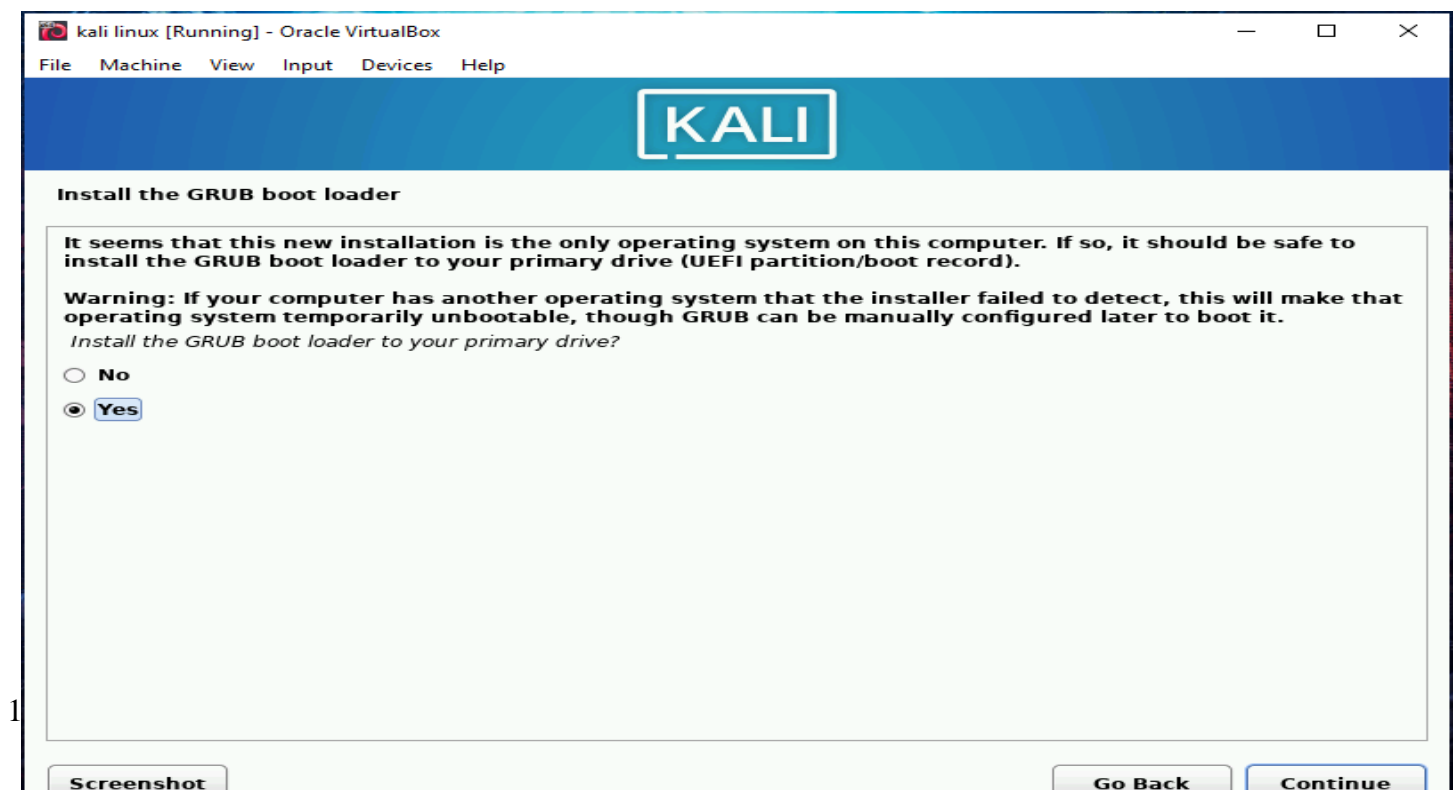 kali linux [Running] - Oracle VirtualBox
File Machine View Input Devices Help
KALI
Install the GRUB boot loader
It seems that this new installation is the only operating system on this computer. If so, it should be safe to
install the GRUB boot loader to your primary drive (UEFI partition/boot record).
Warning: If your computer has another operating system that the installer failed to detect, this will make that
operating system temporarily unbootable, though GRUB can be manually configured later to boot it.
Install the GRUB boot loader to your primary drive?
No
Yes
1
Screenshot Go Back Continue